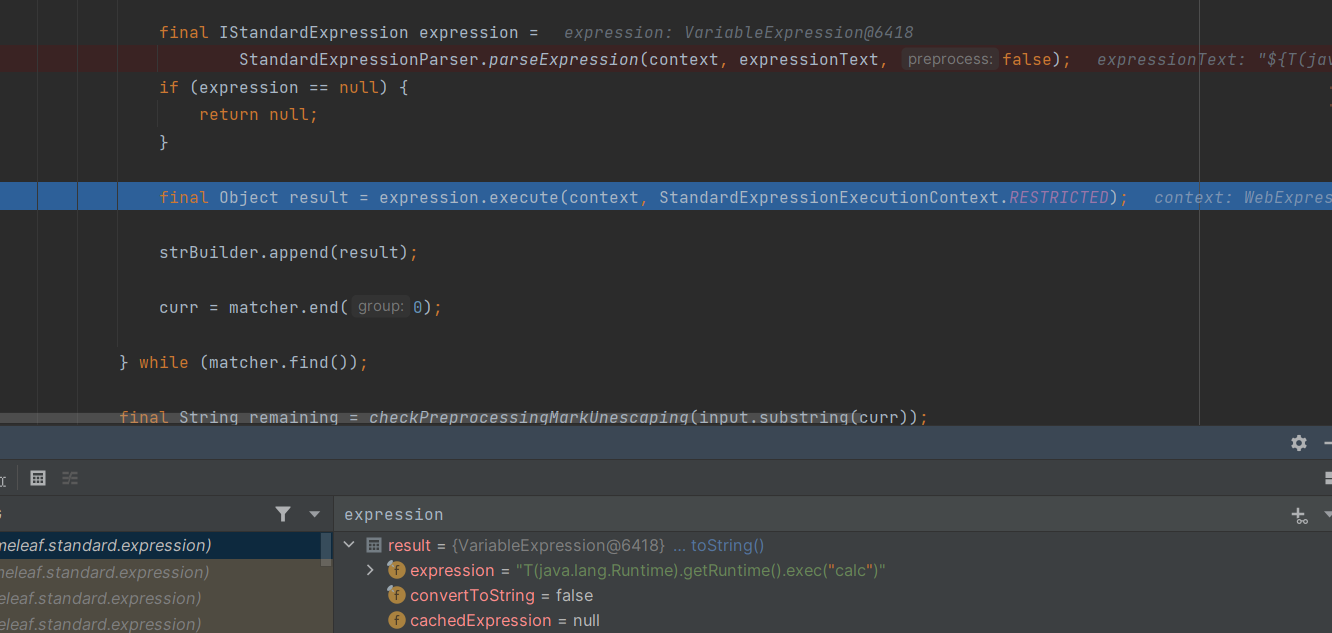 final IStandardExpression expression = expression: VariableExpression@6418
StandardExpressionParser.parseExpression(context, expressionText, preprocess: false); expressionText: "${T(jav
if (expression == null) {
return null;
}
final Object result = expression.execute(context, StandardExpressionExecutionContext.RESTRICTED); context: WebExpres
strBuilder.append(result);
curr = matcher.end( group: 0);
} while (matcher.find());
final String remaining = checkPreprocessingMarkUnescaping(input.substring(curr));
expression
meleaf.standard.expression)
meleaf.standard.expression)
eleaf.standard.expression)
eleaf.standard.expression)
result = {VariableExpression@6418} ... toString()
f expression = "T(java.lang.Runtime).getRuntime().exec("calc")"
f convertToString = false
f cachedExpression = null